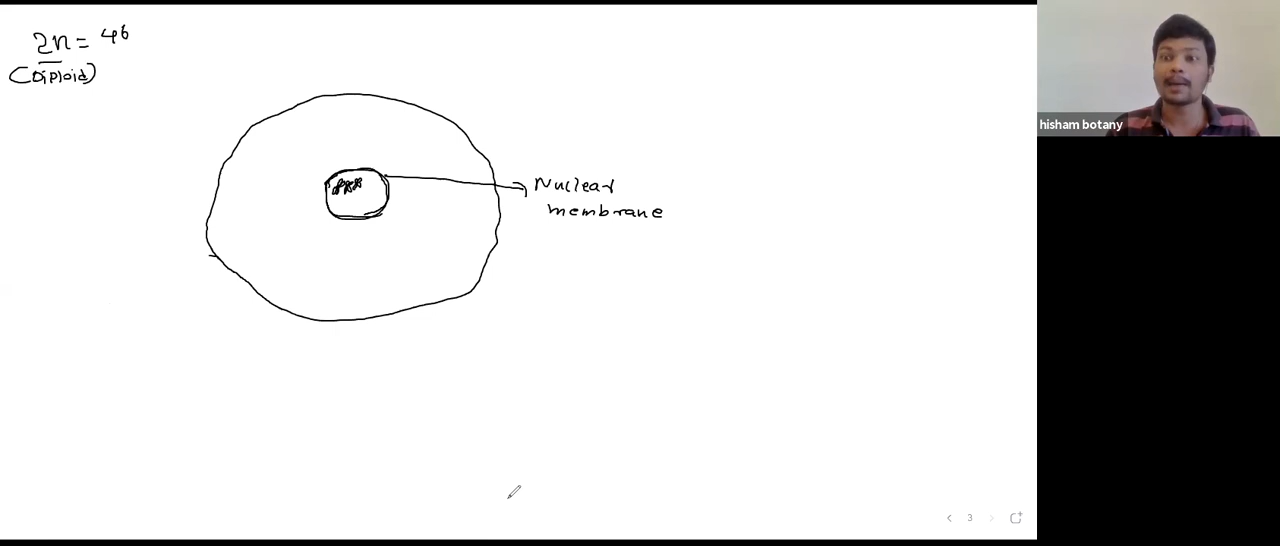 2n = 46
(Diploid)
Nuclear
membrane
hisham botany
3